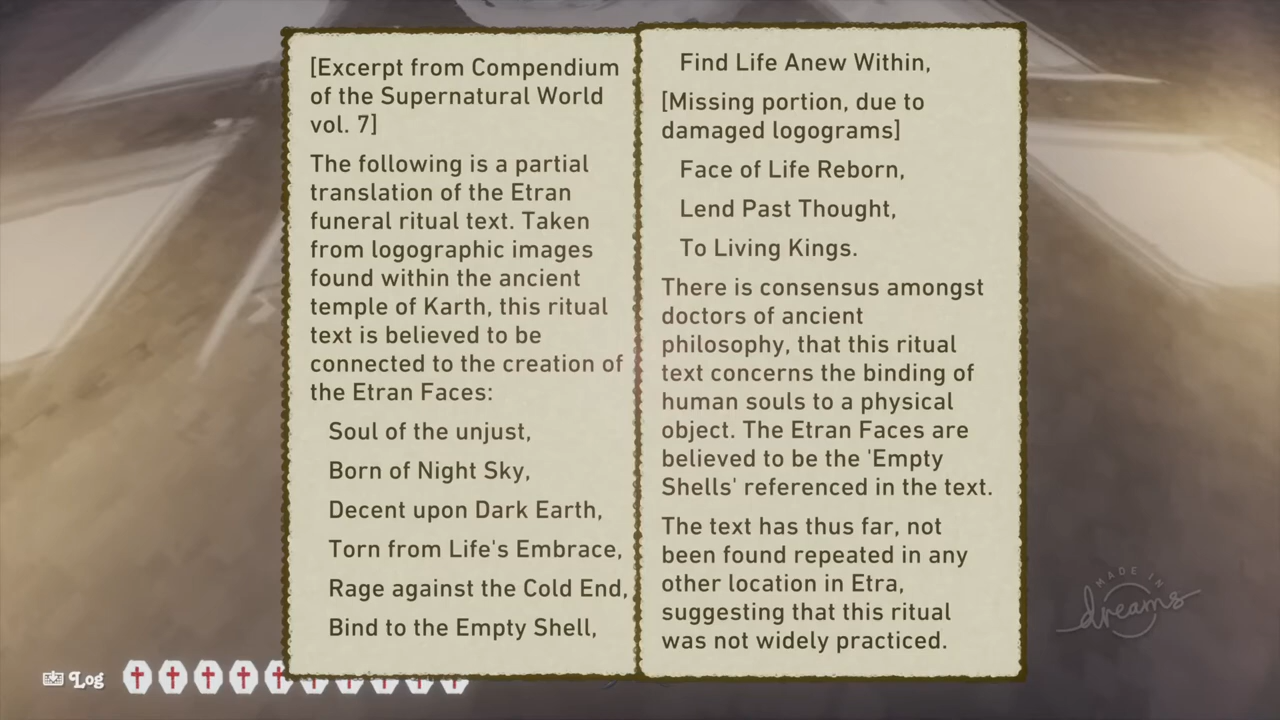 [Excerpt from Compendium
of the Supernatural World
vol. 7]
The following is a partial
translation of the Etran
funeral ritual text. Taken
from logographic images
found within the ancient
temple of Karth, this ritual
text is believed to be
connected to the creation of
the Etran Faces:
Soul of the unjust,
Born of Night Sky,
Decent upon Dark Earth,
Torn from Life's Embrace,
Rage against the Cold End,
Bind to the Empty Shell,
Find Life Anew Within,
[Missing portion, due to
damaged logograms]
Face of Life Reborn,
Lend Past Thought,
To Living Kings.
There is consensus amongst
doctors of ancient
philosophy, that this ritual
text concerns the binding of
human souls to a physical
object. The Etran Faces are
believed to be the 'Empty
Shells' referenced in the text.
The text has thus far, not
been found repeated in any
other location in Etra,
suggesting that this ritual
was not widely practiced.
Log
MADE IN
dreams